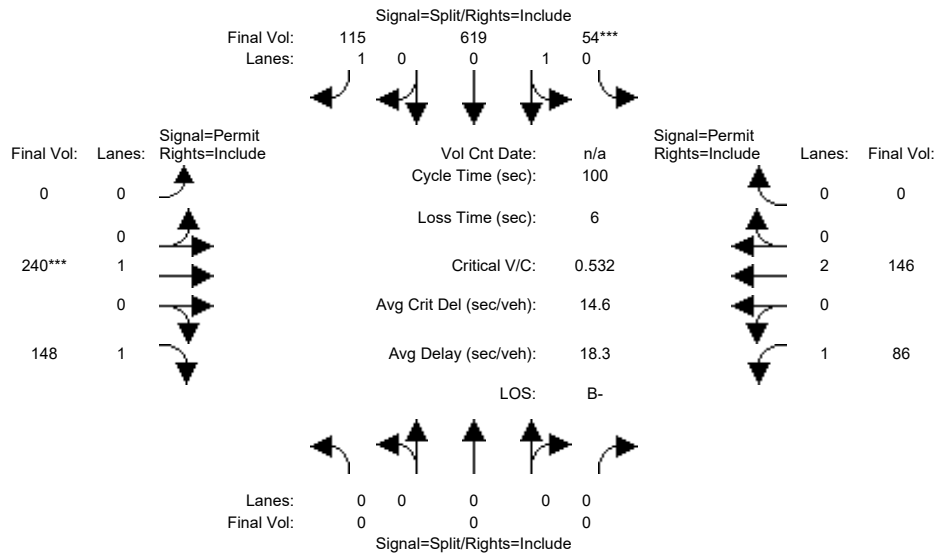 Signal=Split/Rights=Include
Final Vol: 115 619 54***
Lanes: 1 0 0 1 0
Signal=Permit
Final Vol: Lanes: Rights=Include
Vol Cnt Date: n/a
Signal=Permit
Rights=Include Lanes: Final Vol:
Cycle Time (sec): 100
0 0
0 0
Loss Time (sec): 6
0
0
240*** 1
Critical V/C: 0.532
2 146
0
Avg Crit Del (sec/veh): 14.6
0
148 1
Avg Delay (sec/veh): 18.3
1 86
LOS: B-
Lanes: 0 0 0 0 0
Final Vol: 0 0 0
Signal=Split/Rights=Include